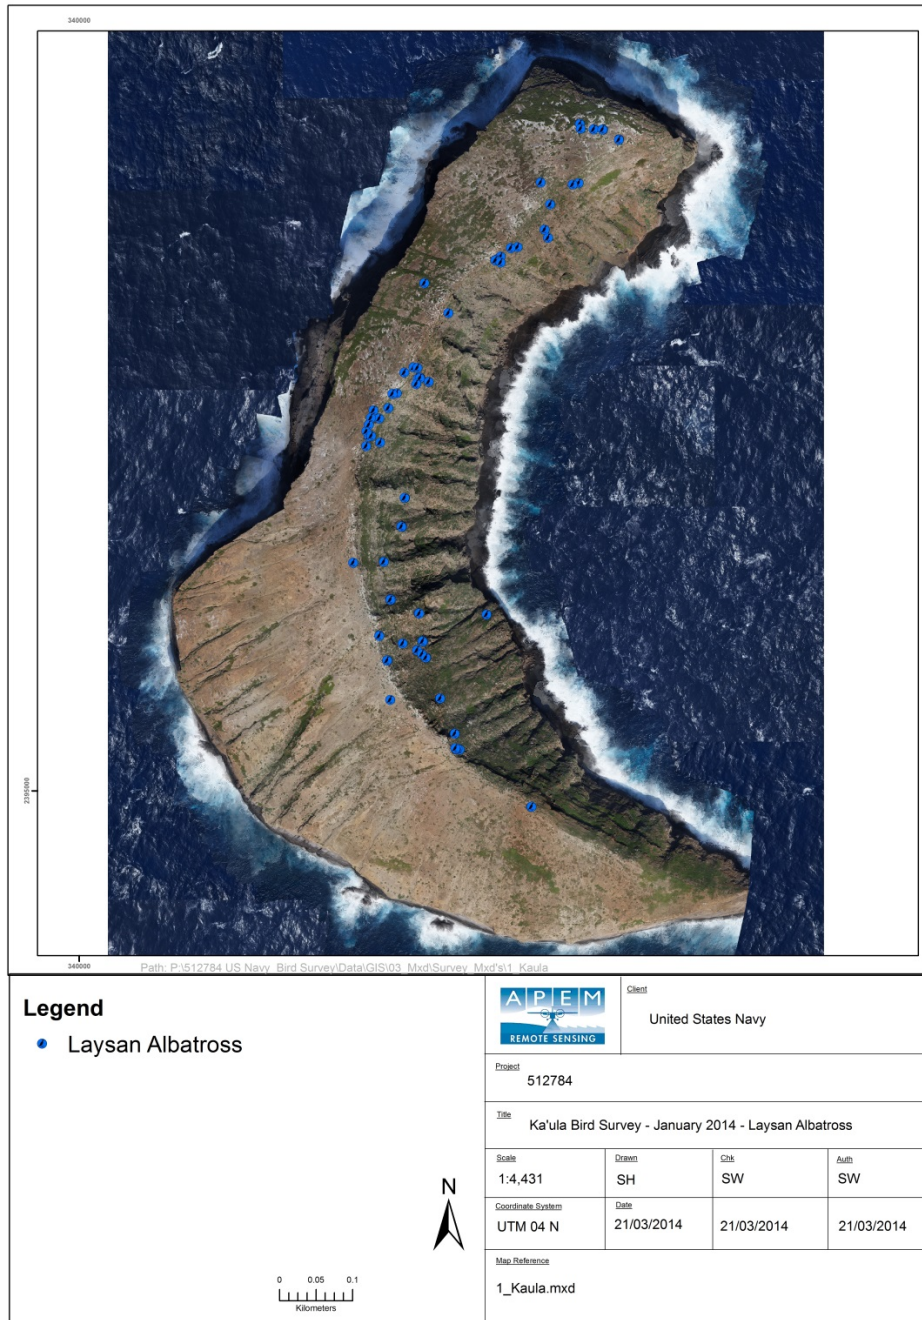 340000
2395000
340000
Path: P:\512784 US Navy_Bird Survey\Data\GIS\03_Mxd\Survey_Mxd's\1_Kaula
Legend
Laysan Albatross
N
0 0.05 0.1
Kilometers
APEM
REMOTE SENSING
Client
United States Navy
Project
512784
Title
Ka'ula Bird Survey - January 2014 - Laysan Albatross
Scale
1:4,431
Drawn
SH
Chk
SW
Auth
SW
Coordinate System
UTM 04 N
Date
21/03/2014
21/03/2014
21/03/2014
Map Reference
1_Kaula.mxd